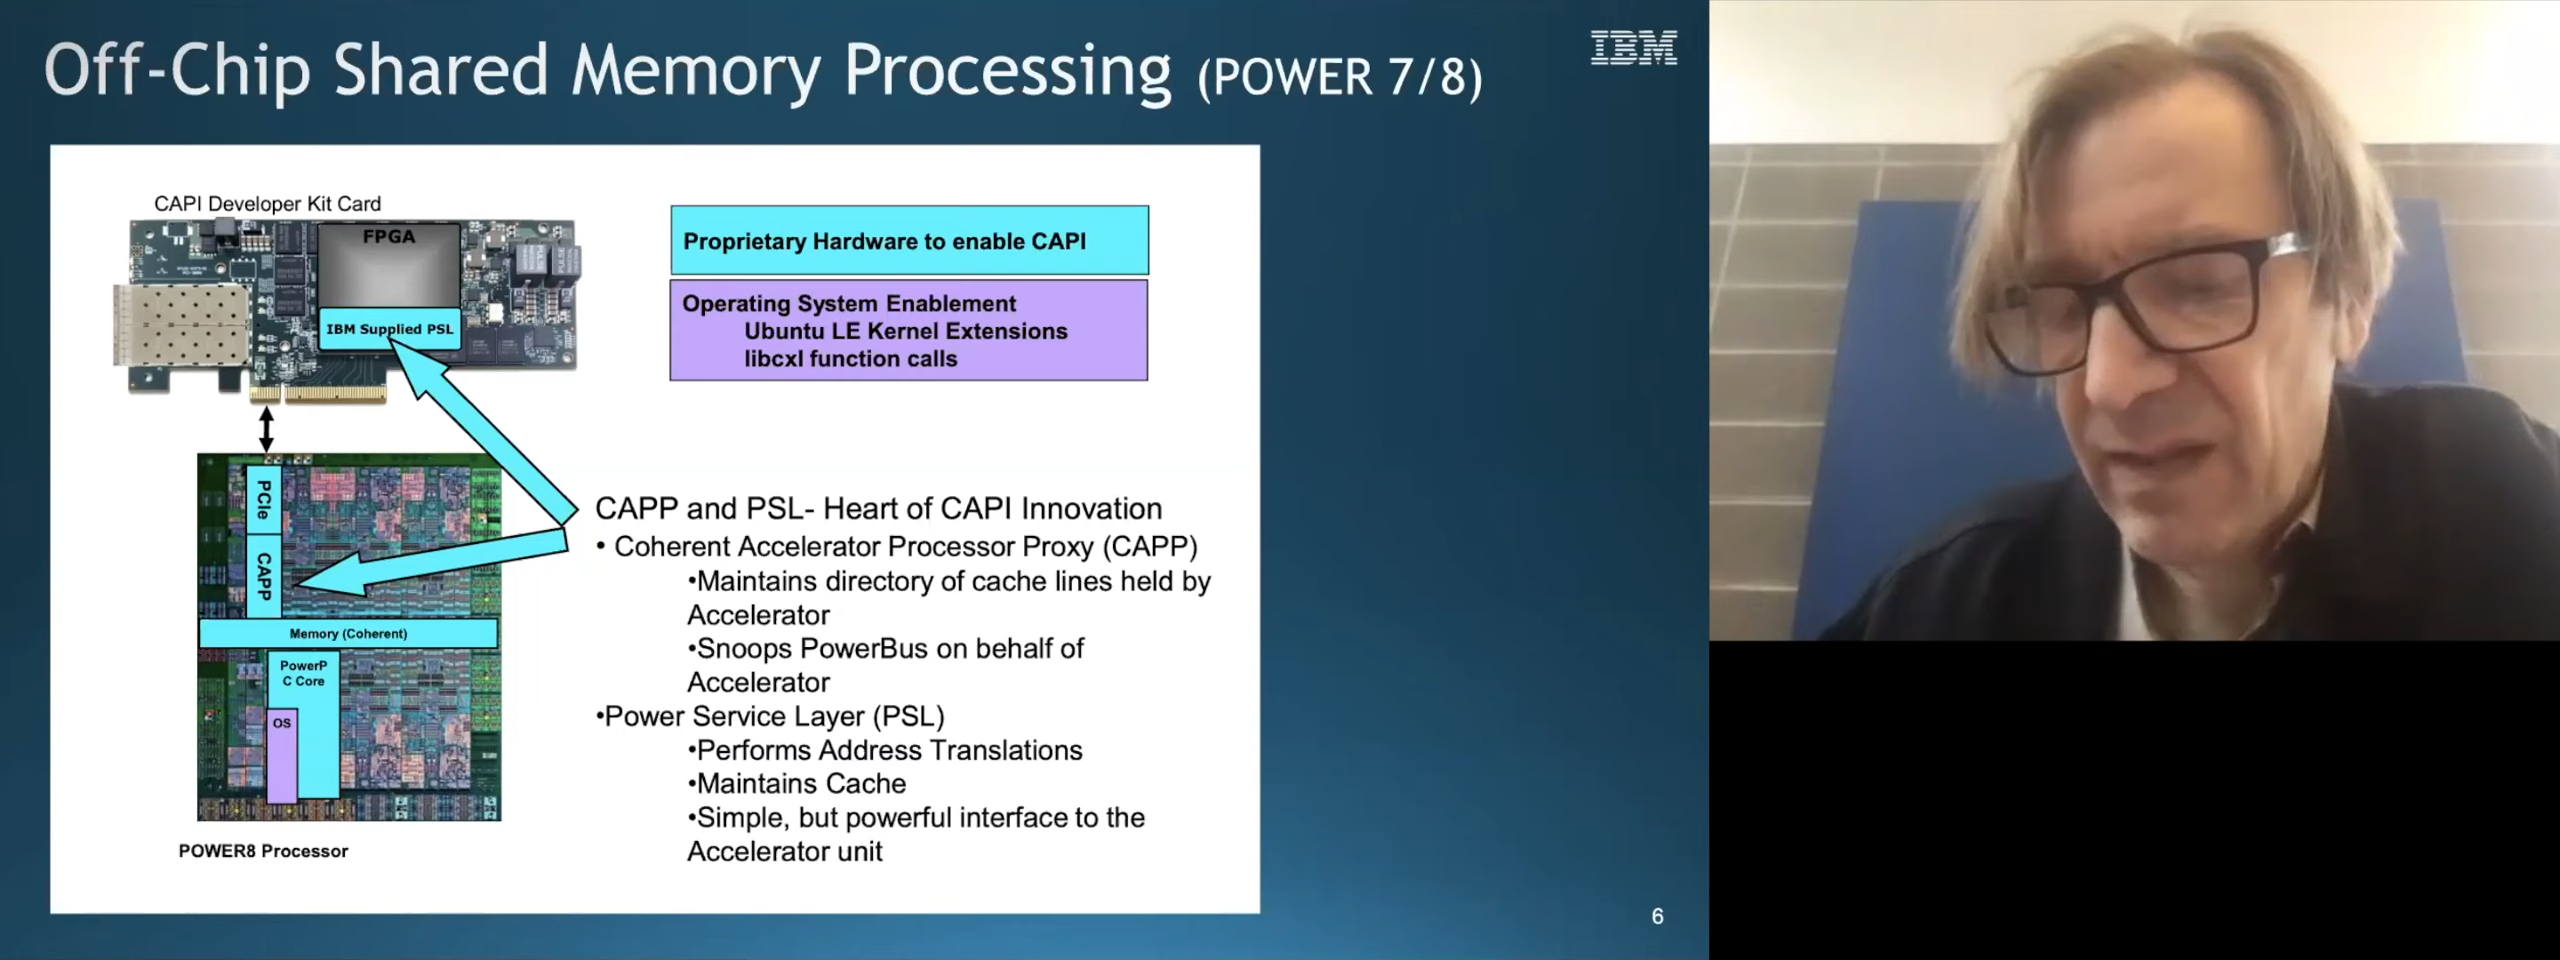 Off-Chip Shared Memory Processing (POWER 7/8)
IBM
CAPI Developer Kit Card
FPGA
IBM Supplied PSL
Proprietary Hardware to enable CAPI
Operating System Enablement
Ubuntu LE Kernel Extensions
libcxl function calls
PCIe
CAPP
Memory (Coherent)
PowerP
C Core
OS
POWER8 Processor
CAPP and PSL- Heart of CAPI Innovation
• Coherent Accelerator Processor Proxy (CAPP)
•Maintains directory of cache lines held by
Accelerator
•Snoops PowerBus on behalf of
Accelerator
•Power Service Layer (PSL)
•Performs Address Translations
•Maintains Cache
•Simple, but powerful interface to the
Accelerator unit
6